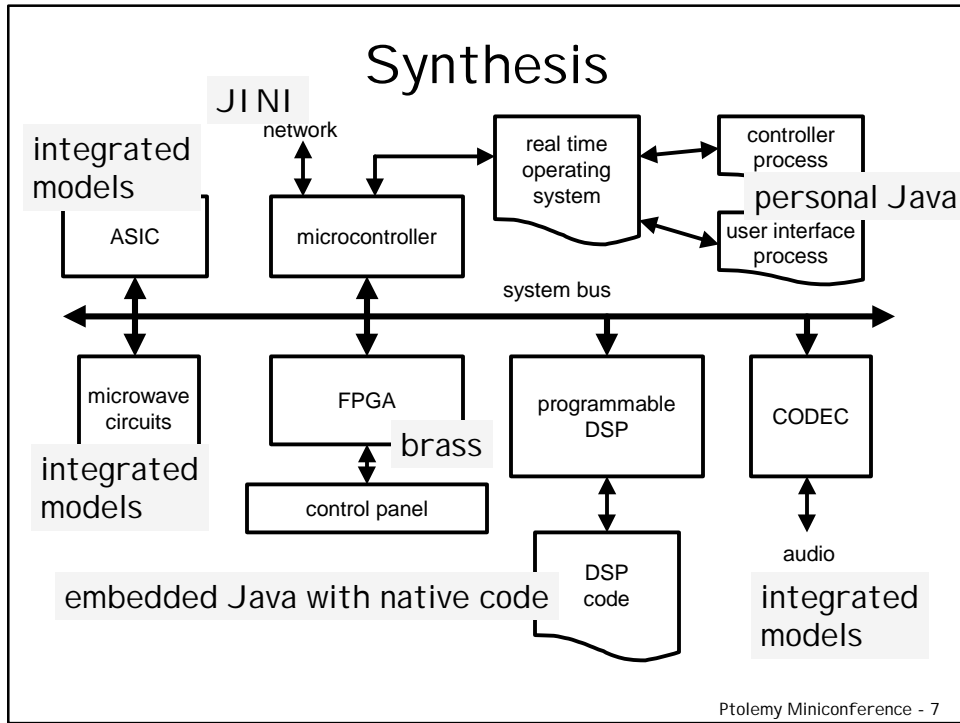 Synthesis
JINI
network
integrated
models
ASIC
microcontroller
real time
operating
system
controller
process
personal Java
user interface
process
system bus
microwave
circuits
integrated
models
FPGA
brass
control panel
programmable
DSP
CODEC
embedded Java with native code
DSP
code
audio
integrated
models
Ptolemy Miniconference - 7